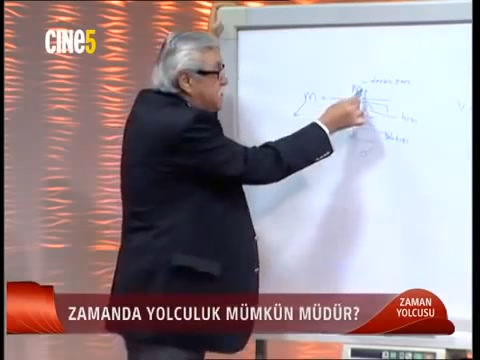 CINE5
m
ZAMANDA YOLCULUK MÜMKÜN MÜDÜR?
ZAMAN
YOLCUSU